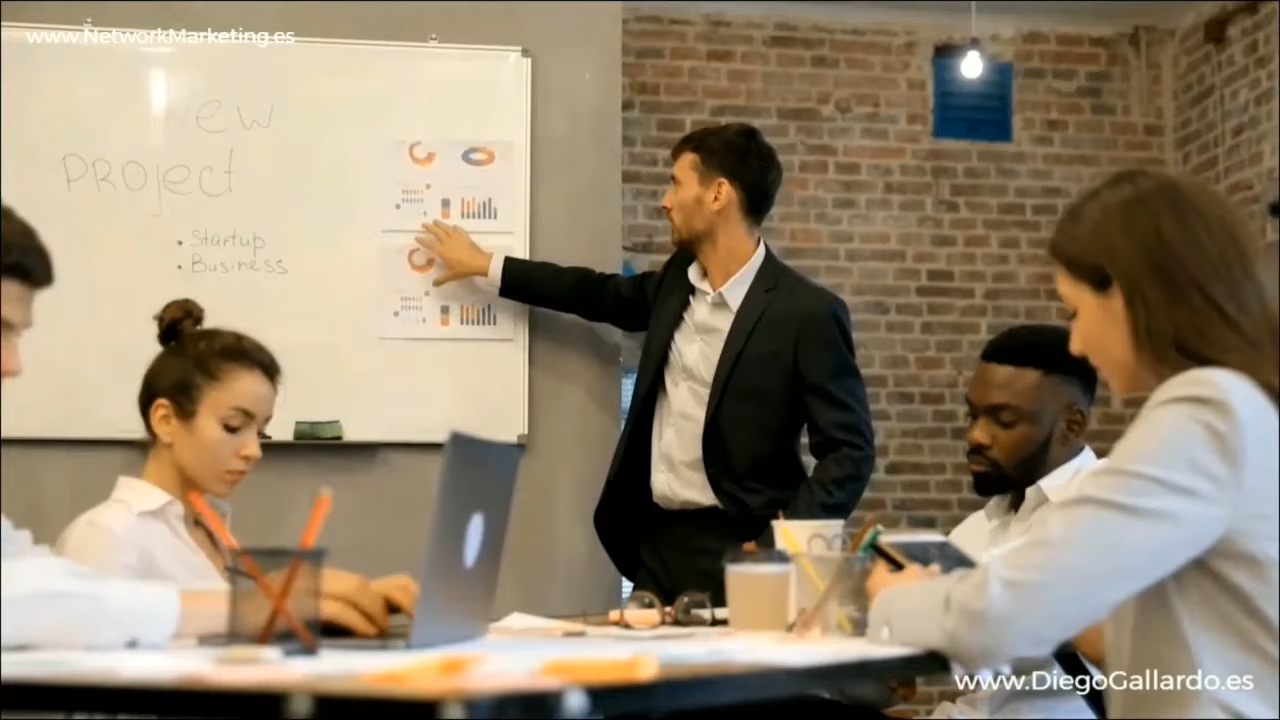 www.NetworkMarketing.es
New
PROject
• Startup
• Business
www.DiegoGallardo.es